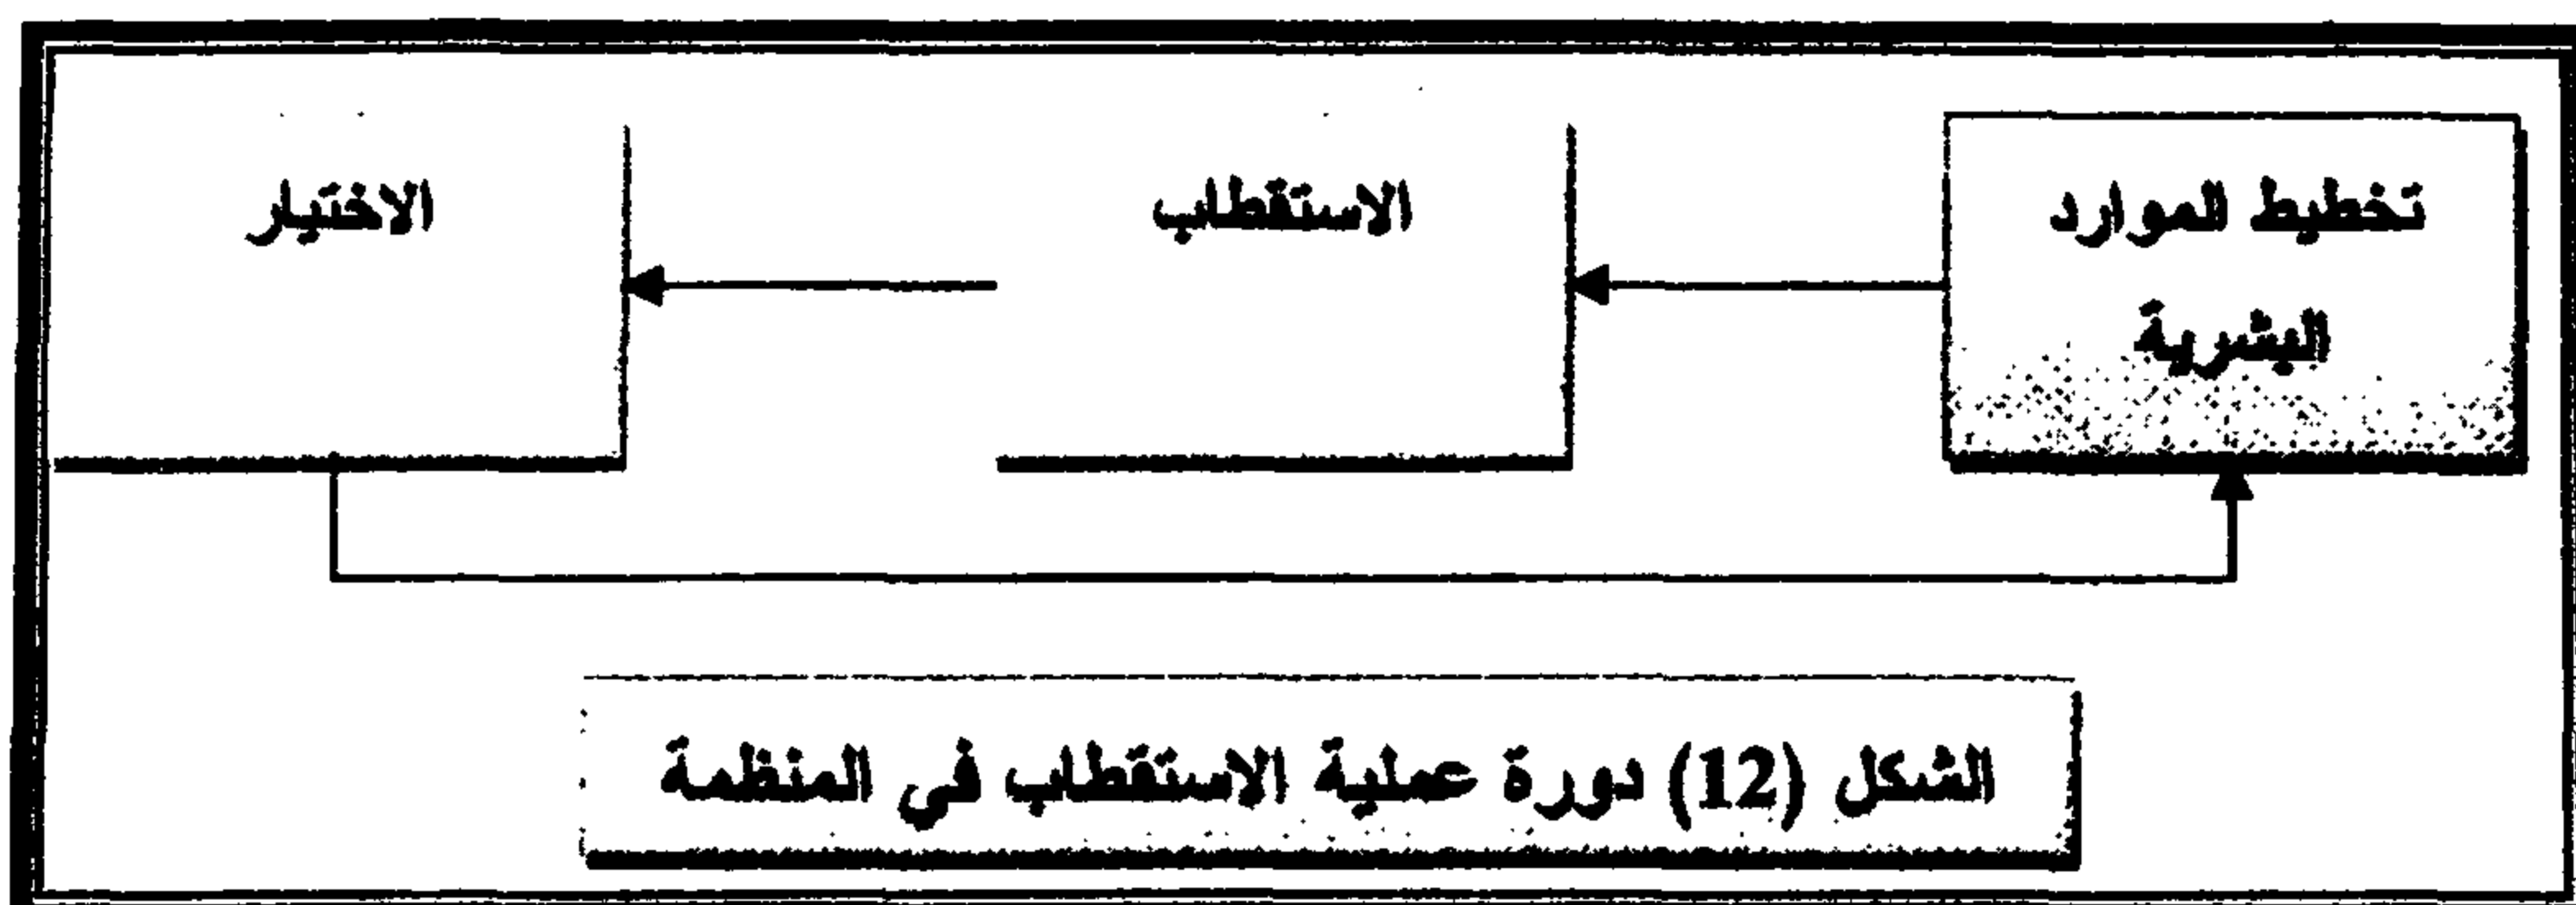 تخطيط الموارد
البشرية
الاستقطاب
الاختيار
الشكل (12) دورة عملية الاستقطاب في المنظمة